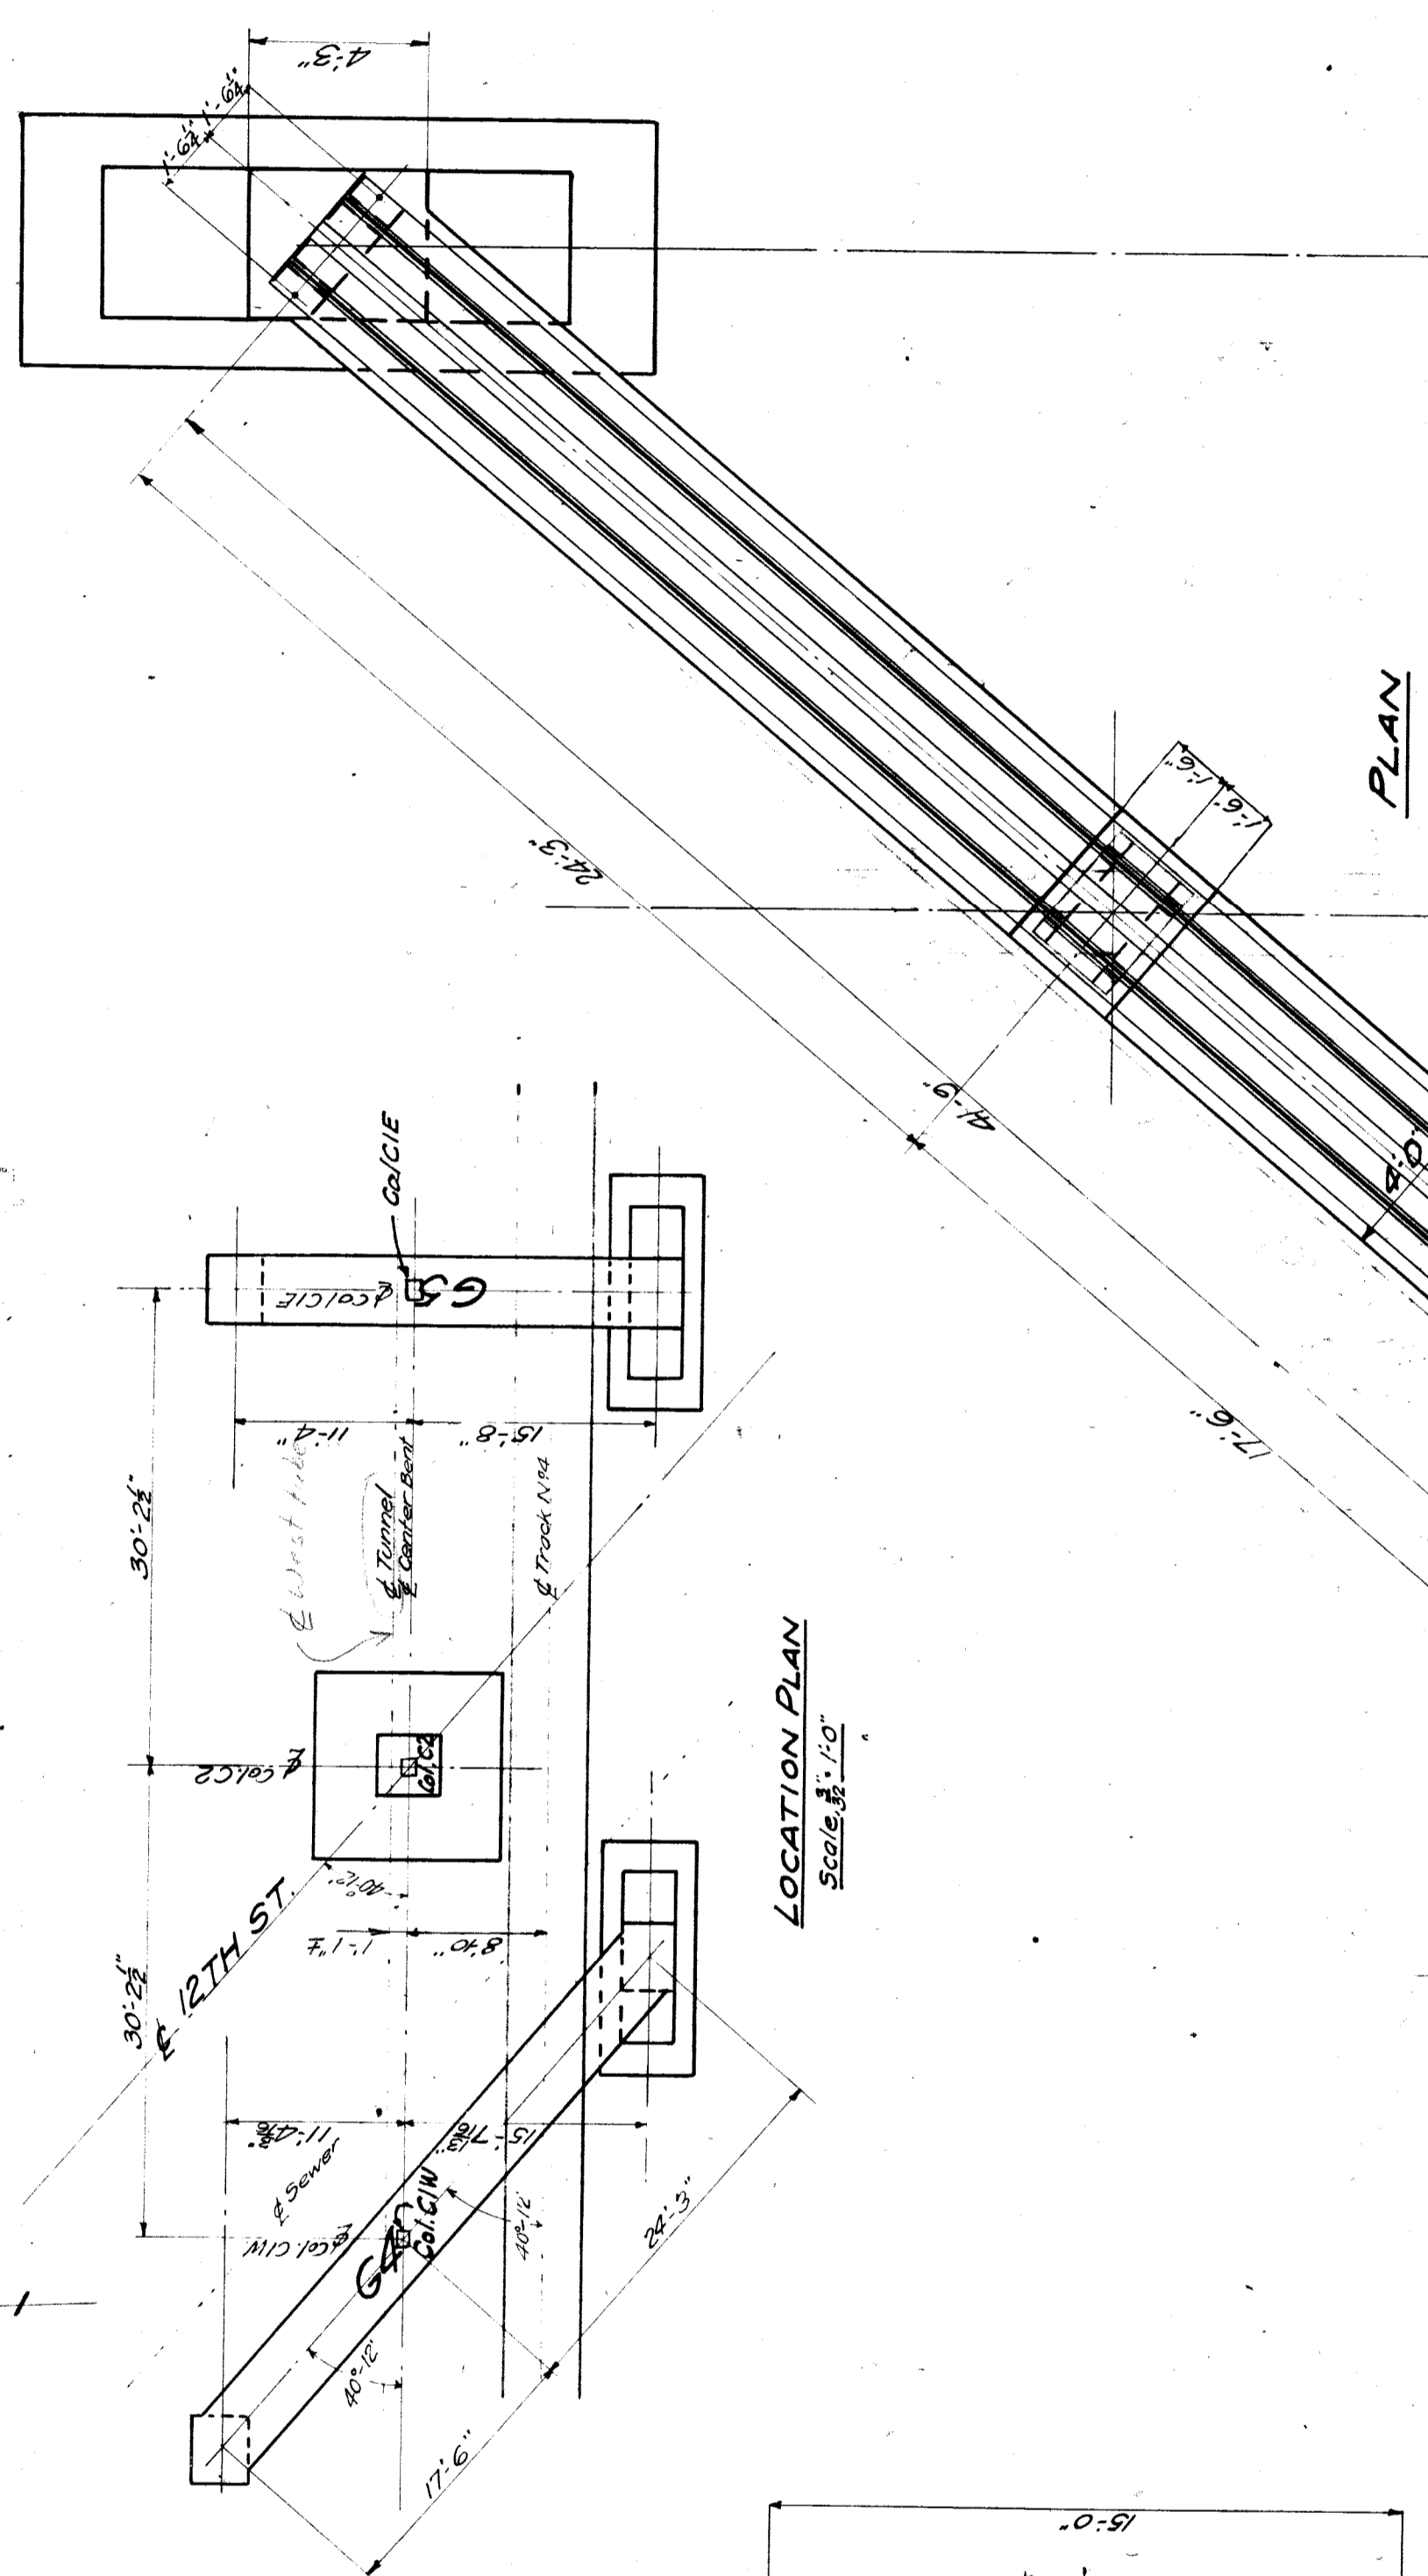 4'-3"
1'-6¼"
1'-6¼"
24'-3"
41'-9"
17'-6"
1'-6"
1'-6"
4'-0"
PLAN
Col C1E
℄ Col C1E
G5
11'-4"
15'-8"
30'-2½"
℄ West tube
℄ Tunnel
℄ Center Bent
℄ Track Nº4
℄ Col. C2
Col. C2
40°-12'
1'-1"±
8'-10"
℄ 12TH ST.
30'-2½"
11'-4 3/16"
15'-7 13/16"
℄ Sewer
℄ Col. C1W
G4
Col. C1W
40°-12'
40°-12'
24'-3"
17'-6"
LOCATION PLAN
Scale, 3/32" = 1'-0"
15'-0"